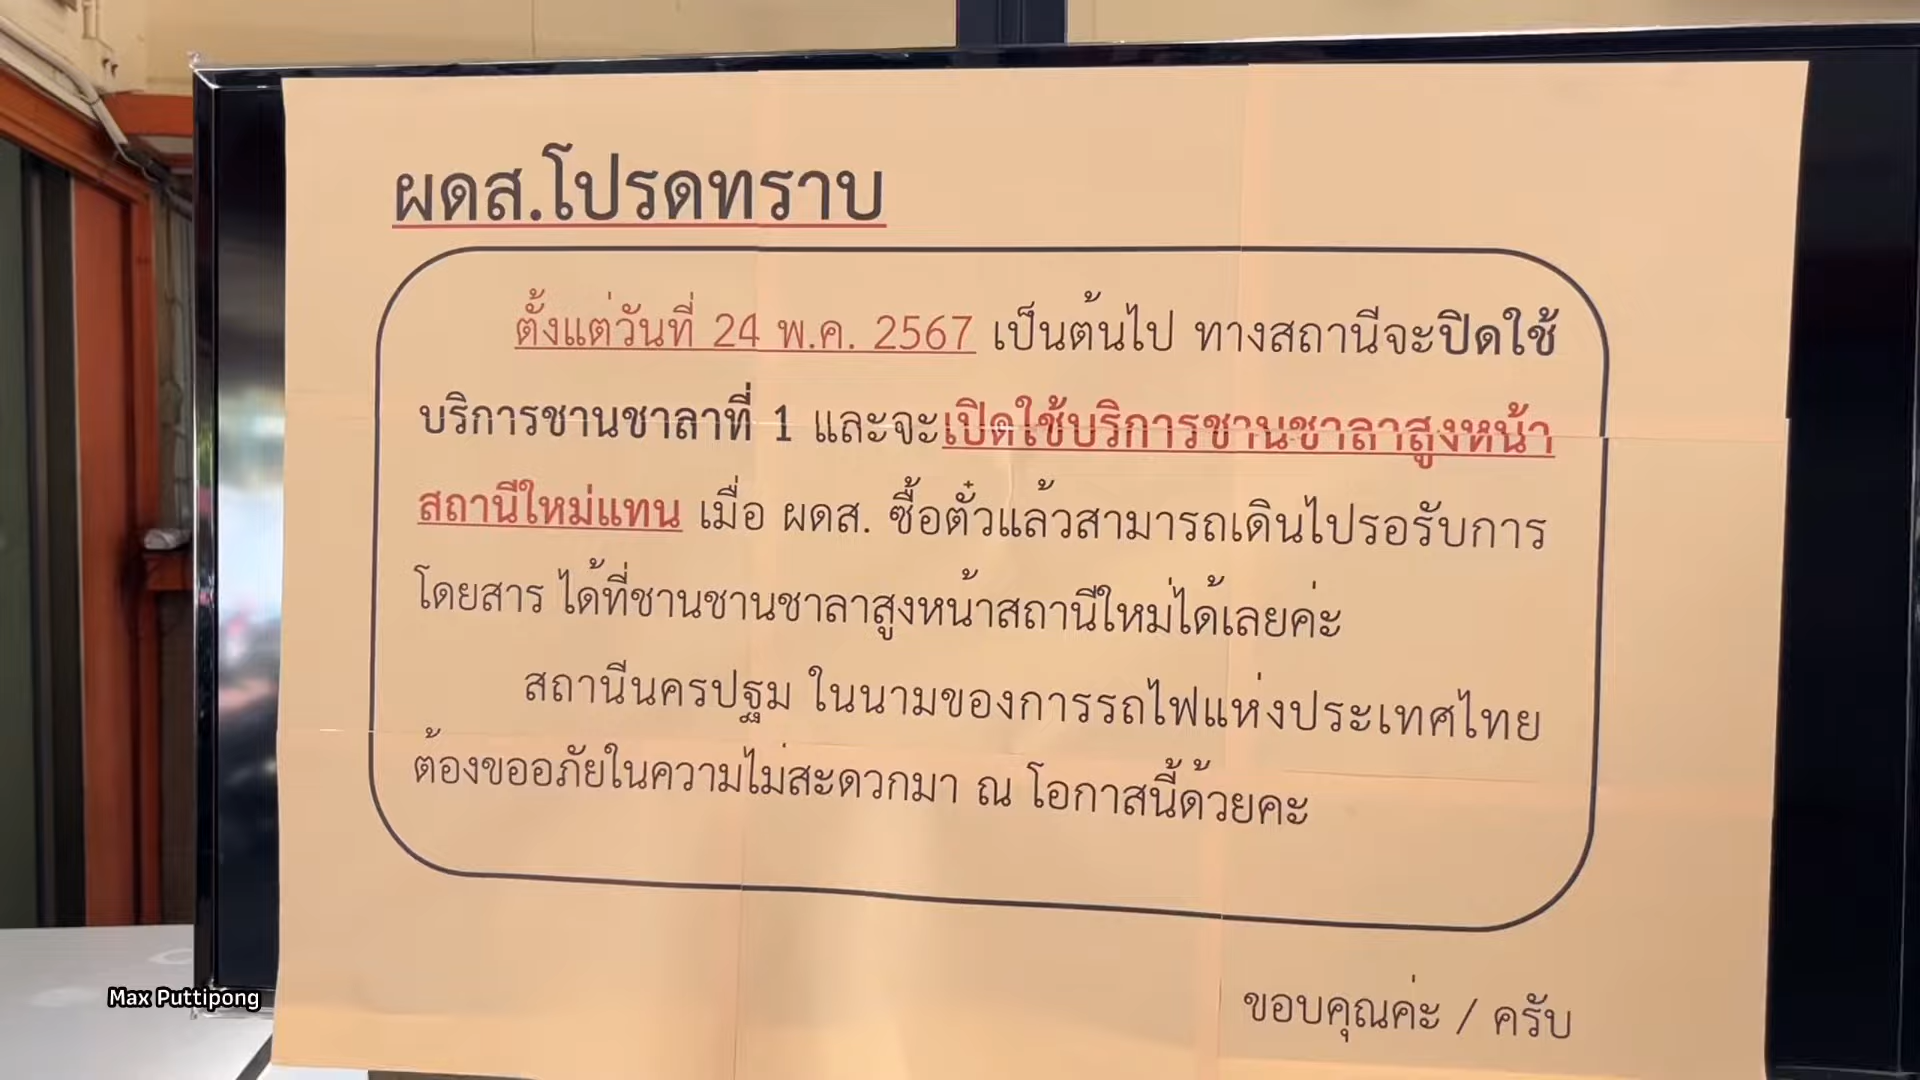 ผดส.โปรดทราบ
ตั้งแต่วันที่ 24 พ.ค. 2567 เป็นต้นไป ทางสถานีจะปิดใช้
บริการชานชาลาที่ 1 และจะเปิดใช้บริการชานชาลาสูงหน้า
สถานีใหม่แทน เมื่อ ผดส. ซื้อตั๋วแล้วสามารถเดินไปรอรับการ
โดยสาร ได้ที่ชานชานชาลาสูงหน้าสถานีใหม่ได้เลยค่ะ
สถานีนครปฐม ในนามของการรถไฟแห่งประเทศไทย
ต้องขออภัยในความไม่สะดวกมา ณ โอกาสนี้ด้วยคะ
ขอบคุณค่ะ / ครับ
Max Puttipong